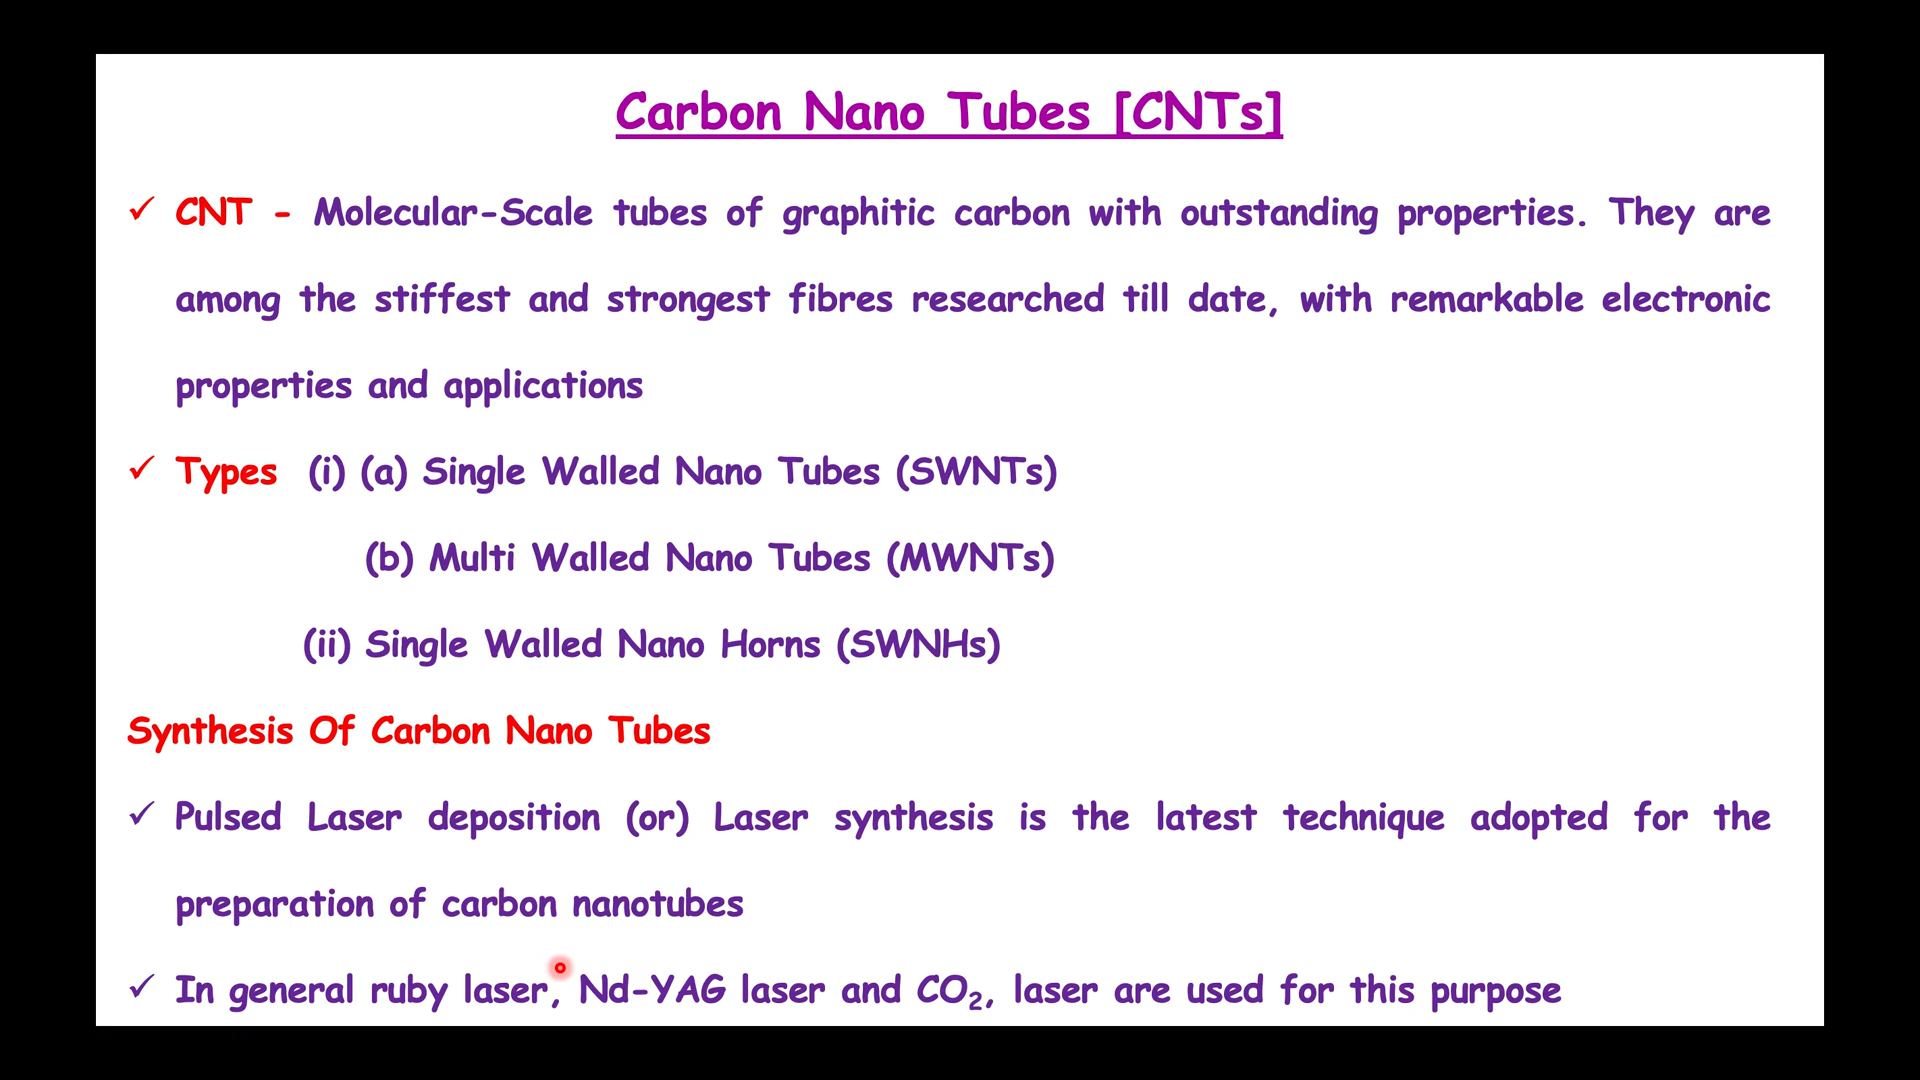 Carbon Nano Tubes [CNTs]
✓ CNT - Molecular-Scale tubes of graphitic carbon with outstanding properties. They are
among the stiffest and strongest fibres researched till date, with remarkable electronic
properties and applications
✓ Types (i) (a) Single Walled Nano Tubes (SWNTs)
(b) Multi Walled Nano Tubes (MWNTs)
(ii) Single Walled Nano Horns (SWNHs)
Synthesis Of Carbon Nano Tubes
✓ Pulsed Laser deposition (or) Laser synthesis is the latest technique adopted for the
preparation of carbon nanotubes
✓ In general ruby laser, Nd-YAG laser and CO₂, laser are used for this purpose